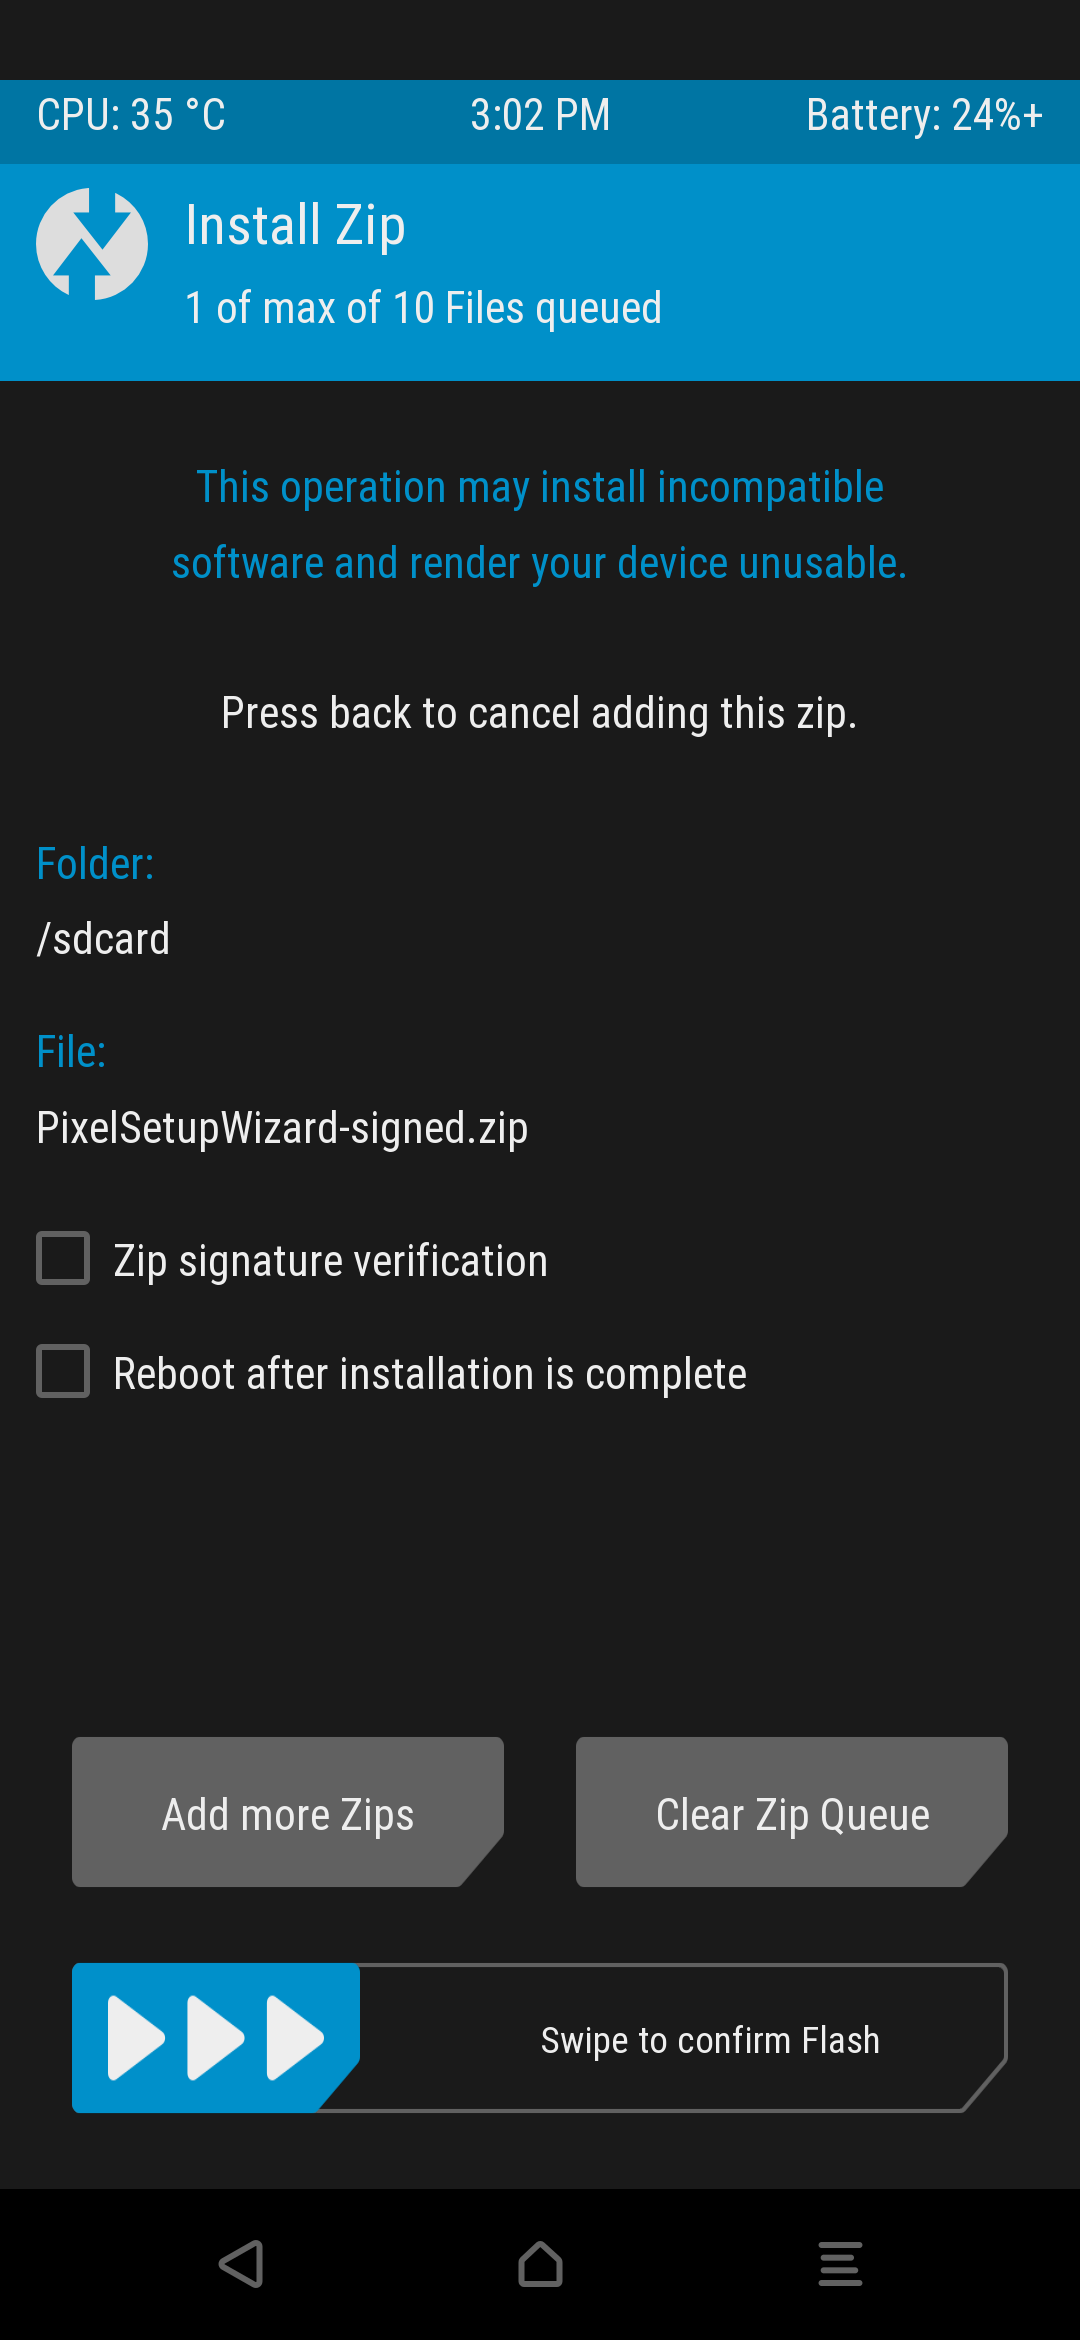 CPU: 35 °C 3:02 PM Battery: 24%+
Install Zip
1 of max of 10 Files queued
This operation may install incompatible
software and render your device unusable.
Press back to cancel adding this zip.
Folder:
/sdcard
File:
PixelSetupWizard-signed.zip
Zip signature verification
Reboot after installation is complete
Add more Zips
Clear Zip Queue
Swipe to confirm Flash